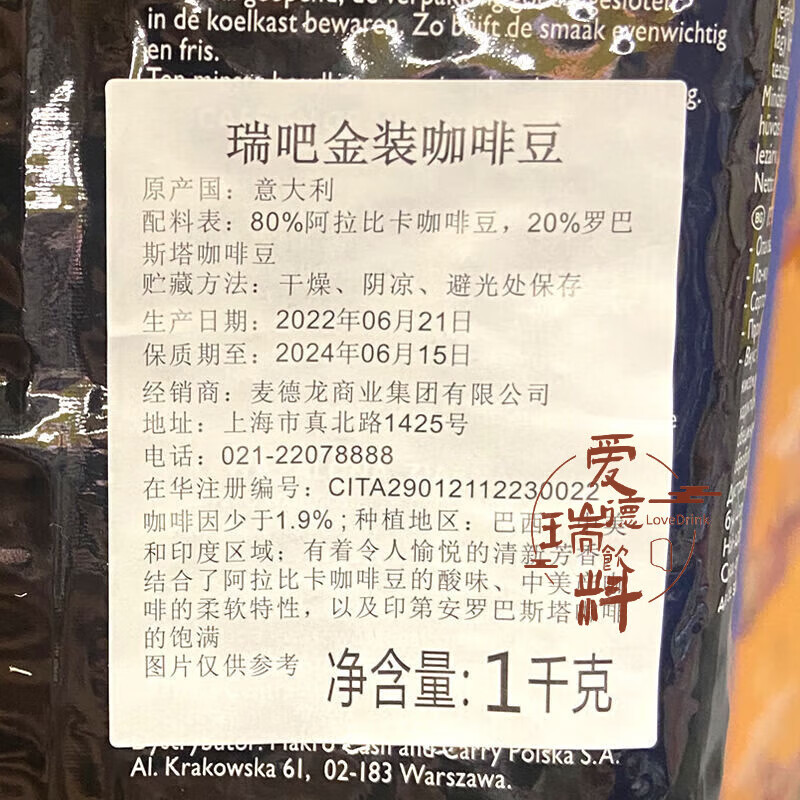 in de koelkast bewaren. Zo blijft de smaak evenwichtig
en fris.
瑞吧金装咖啡豆
原产国：意大利
配料表：80%阿拉比卡咖啡豆，20%罗巴
斯塔咖啡豆
贮藏方法：干燥、阴凉、避光处保存
生产日期：2022年06月21日
保质期至：2024年06月15日
经销商：麦德龙商业集团有限公司
地址：上海市真北路1425号
电话：021-22078888
在华注册编号：CITA29012112230022
咖啡因少于1.9%；种植地区：巴西 美
和印度区域；有着令人愉悦的清新芳香
结合了阿拉比卡咖啡豆的酸味、中美
啡的柔软特性，以及印第安罗巴斯塔咖啡
的饱满
图片仅供参考
净含量:1千克
爱德瑞飲料
LoveDrink
Dystrybutor: Makro Cash and Carry Polska S.A.
Al. Krakowska 61, 02-183 Warszawa.